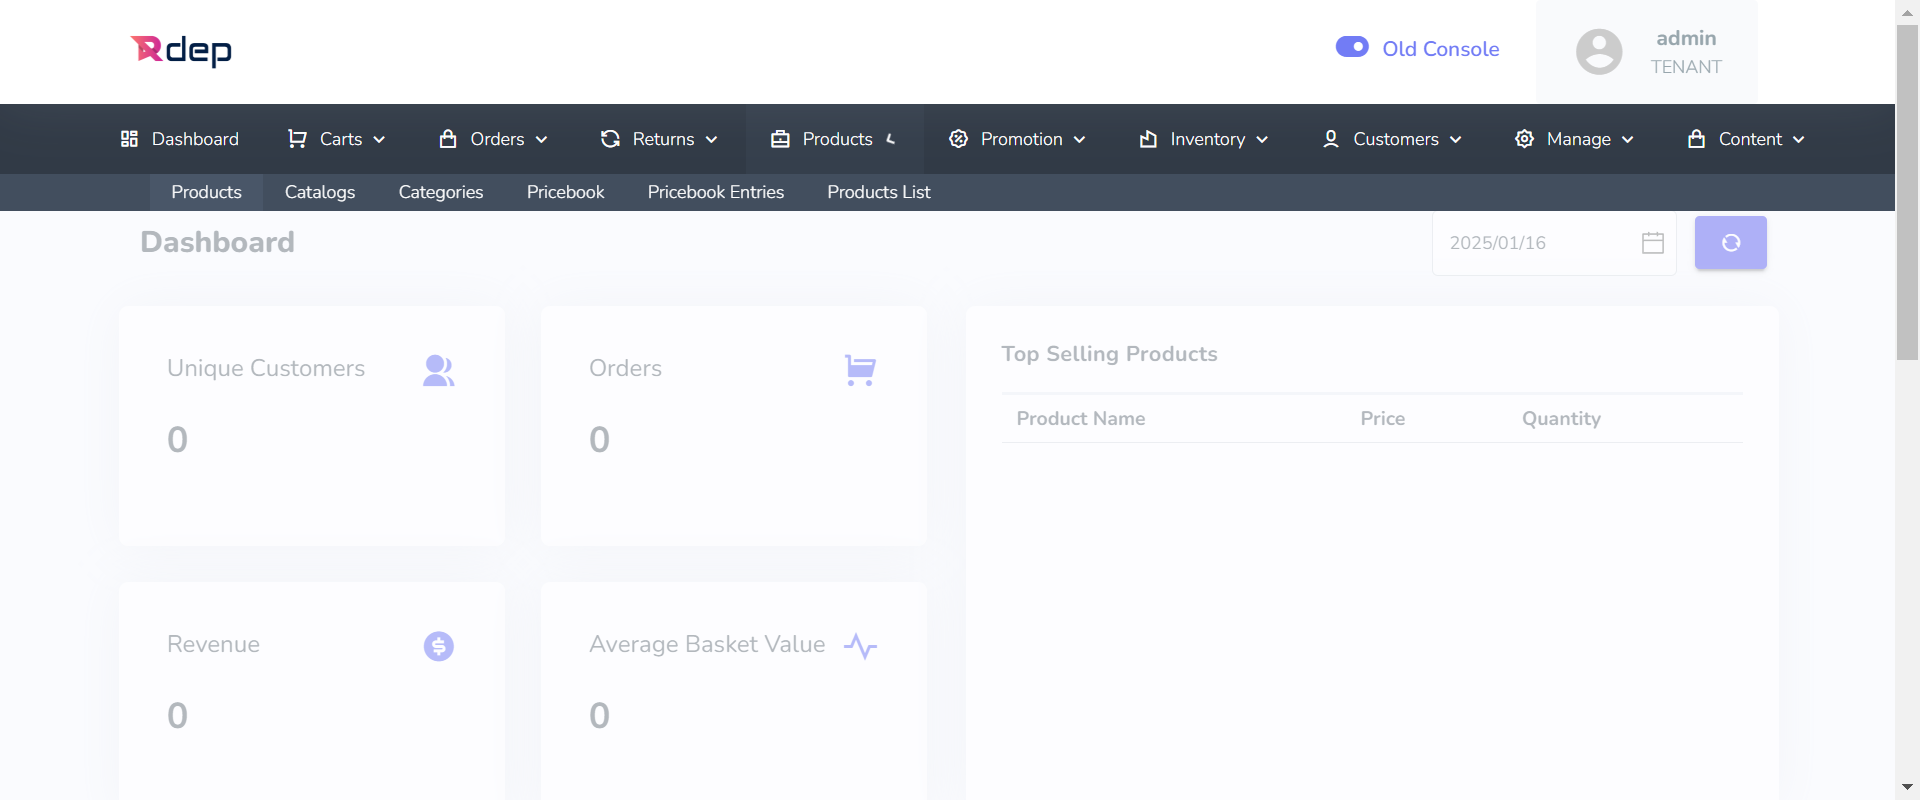 Rdep
Old Console
admin
TENANT
Dashboard Carts Orders Returns Products Promotion Inventory Customers Manage Content
Products Catalogs Categories Pricebook Pricebook Entries Products List
Dashboard
2025/01/16
Unique Customers
0
Orders
0
Top Selling Products
Product Name Price Quantity
Revenue
0
Average Basket Value
0